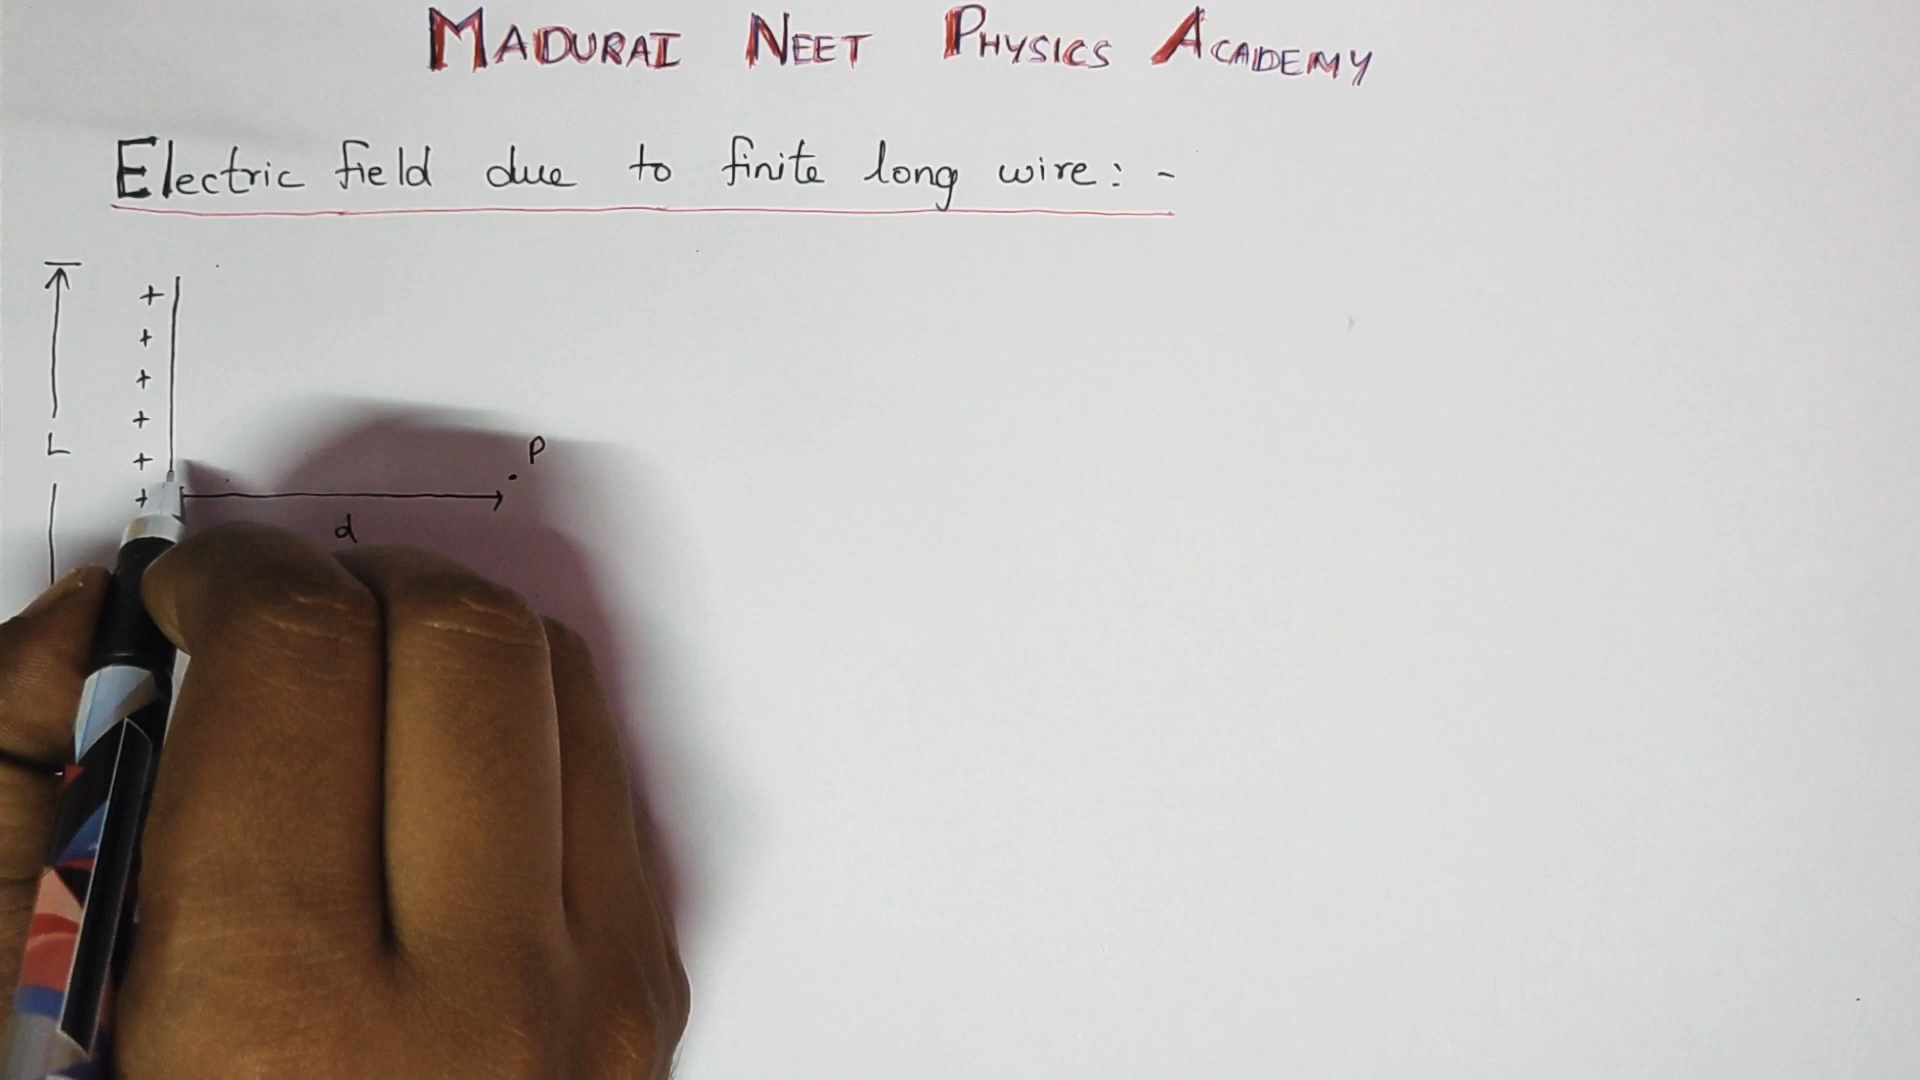 MADURAI NEET PHYSICS ACADEMY
Electric field due to finite long wire: -
+
+
+
+
L
+
P
+
d